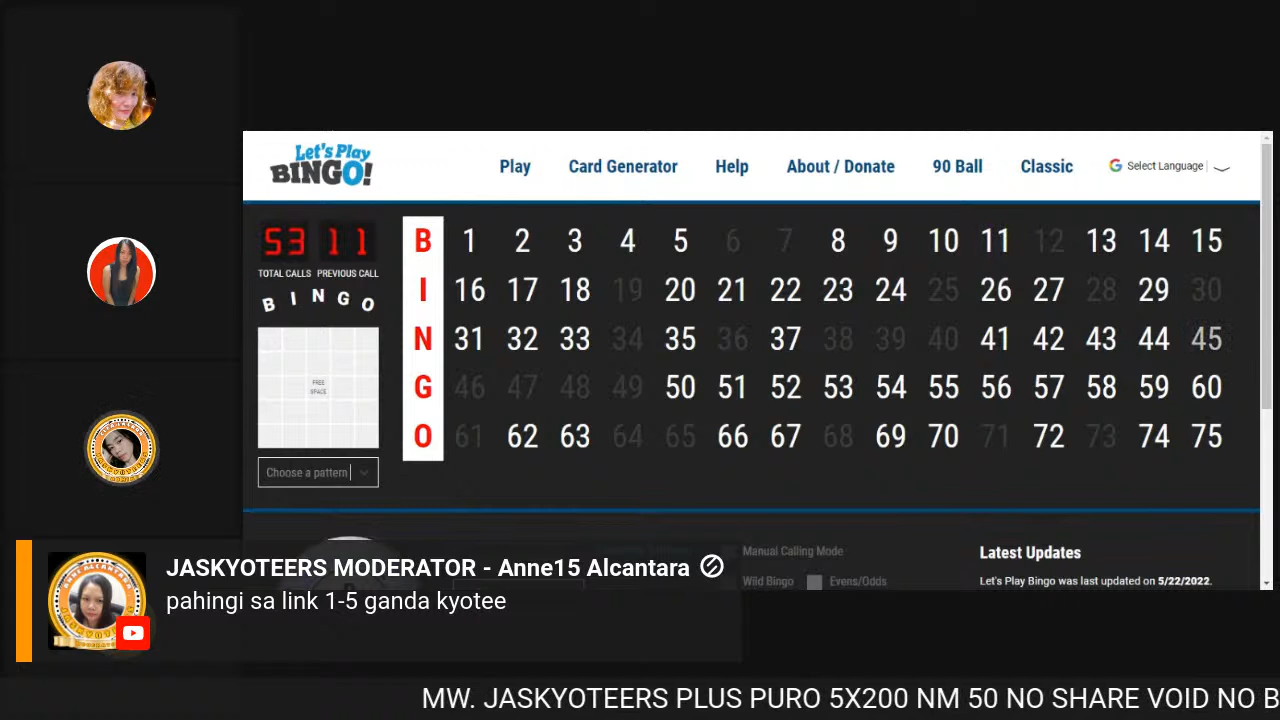 Let's Play
BINGO!
Play Card Generator Help About / Donate 90 Ball Classic Select Language
53 11
TOTAL CALLS PREVIOUS CALL
B I N G O
FREE
SPACE
Choose a pattern
B 1 2 3 4 5 6 7 8 9 10 11 12 13 14 15
I 16 17 18 19 20 21 22 23 24 25 26 27 28 29 30
N 31 32 33 34 35 36 37 38 39 40 41 42 43 44 45
G 46 47 48 49 50 51 52 53 54 55 56 57 58 59 60
O 61 62 63 64 65 66 67 68 69 70 71 72 73 74 75
Manual Calling Mode
Wild Bingo Evens/Odds
Latest Updates
Let's Play Bingo was last updated on 5/22/2022.
JASKYOTEERS MODERATOR - Anne15 Alcantara
pahingi sa link 1-5 ganda kyotee
MW. JASKYOTEERS PLUS PURO 5X200 NM 50 NO SHARE VOID NO B